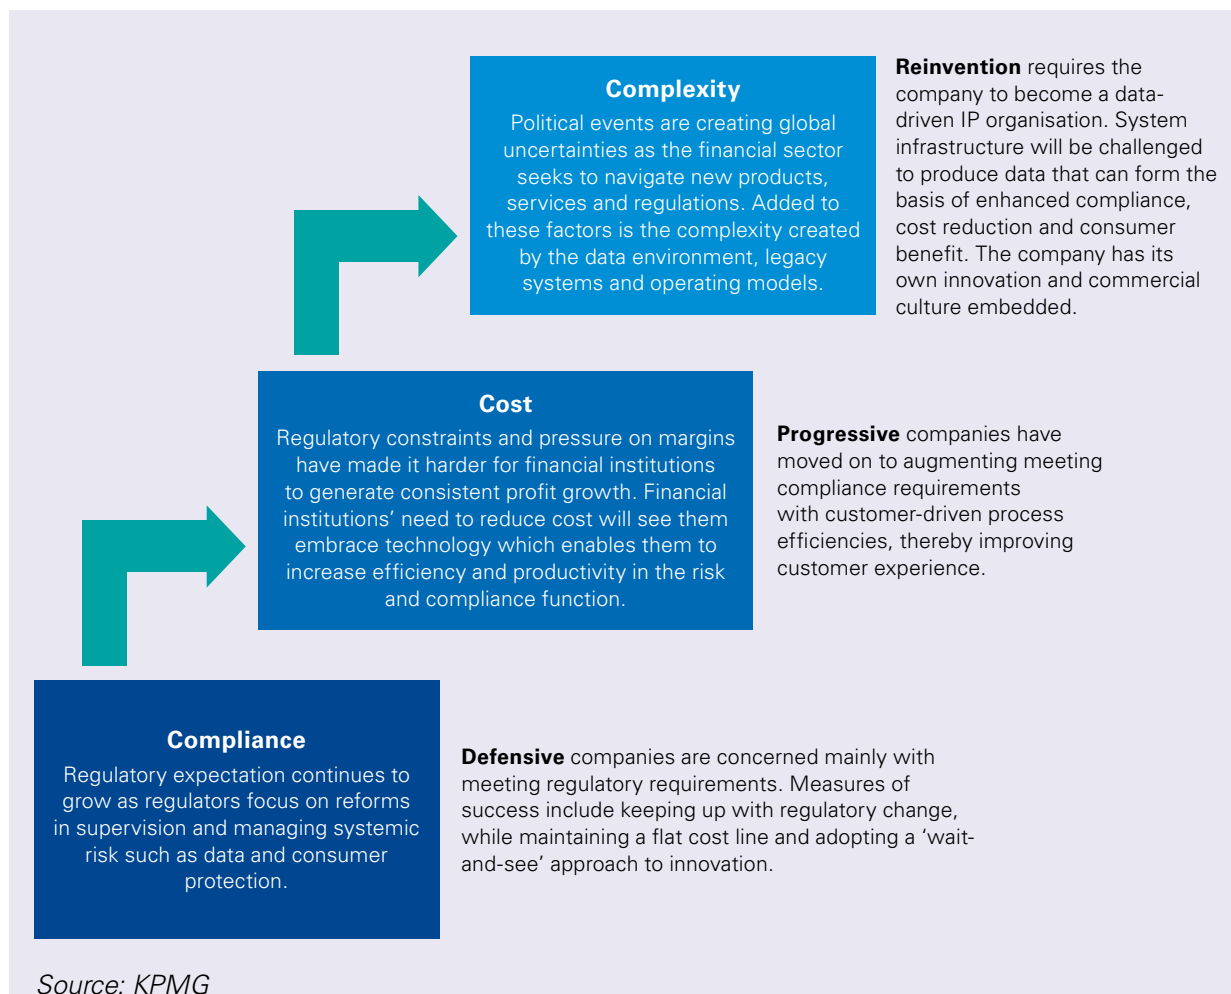 Complexity
Political events are creating global
uncertainties as the financial sector
seeks to navigate new products,
services and regulations. Added to
these factors is the complexity created
by the data environment, legacy
systems and operating models.
Reinvention requires the
company to become a data-
driven IP organisation. System
infrastructure will be challenged
to produce data that can form the
basis of enhanced compliance,
cost reduction and consumer
benefit. The company has its
own innovation and commercial
culture embedded.
Cost
Regulatory constraints and pressure on margins
have made it harder for financial institutions
to generate consistent profit growth. Financial
institutions’ need to reduce cost will see them
embrace technology which enables them to
increase efficiency and productivity in the risk
and compliance function.
Progressive companies have
moved on to augmenting meeting
compliance requirements
with customer-driven process
efficiencies, thereby improving
customer experience.
Compliance
Regulatory expectation continues to
grow as regulators focus on reforms
in supervision and managing systemic
risk such as data and consumer
protection.
Defensive companies are concerned mainly with
meeting regulatory requirements. Measures of
success include keeping up with regulatory change,
while maintaining a flat cost line and adopting a ‘wait-
and-see’ approach to innovation.
Source: KPMG